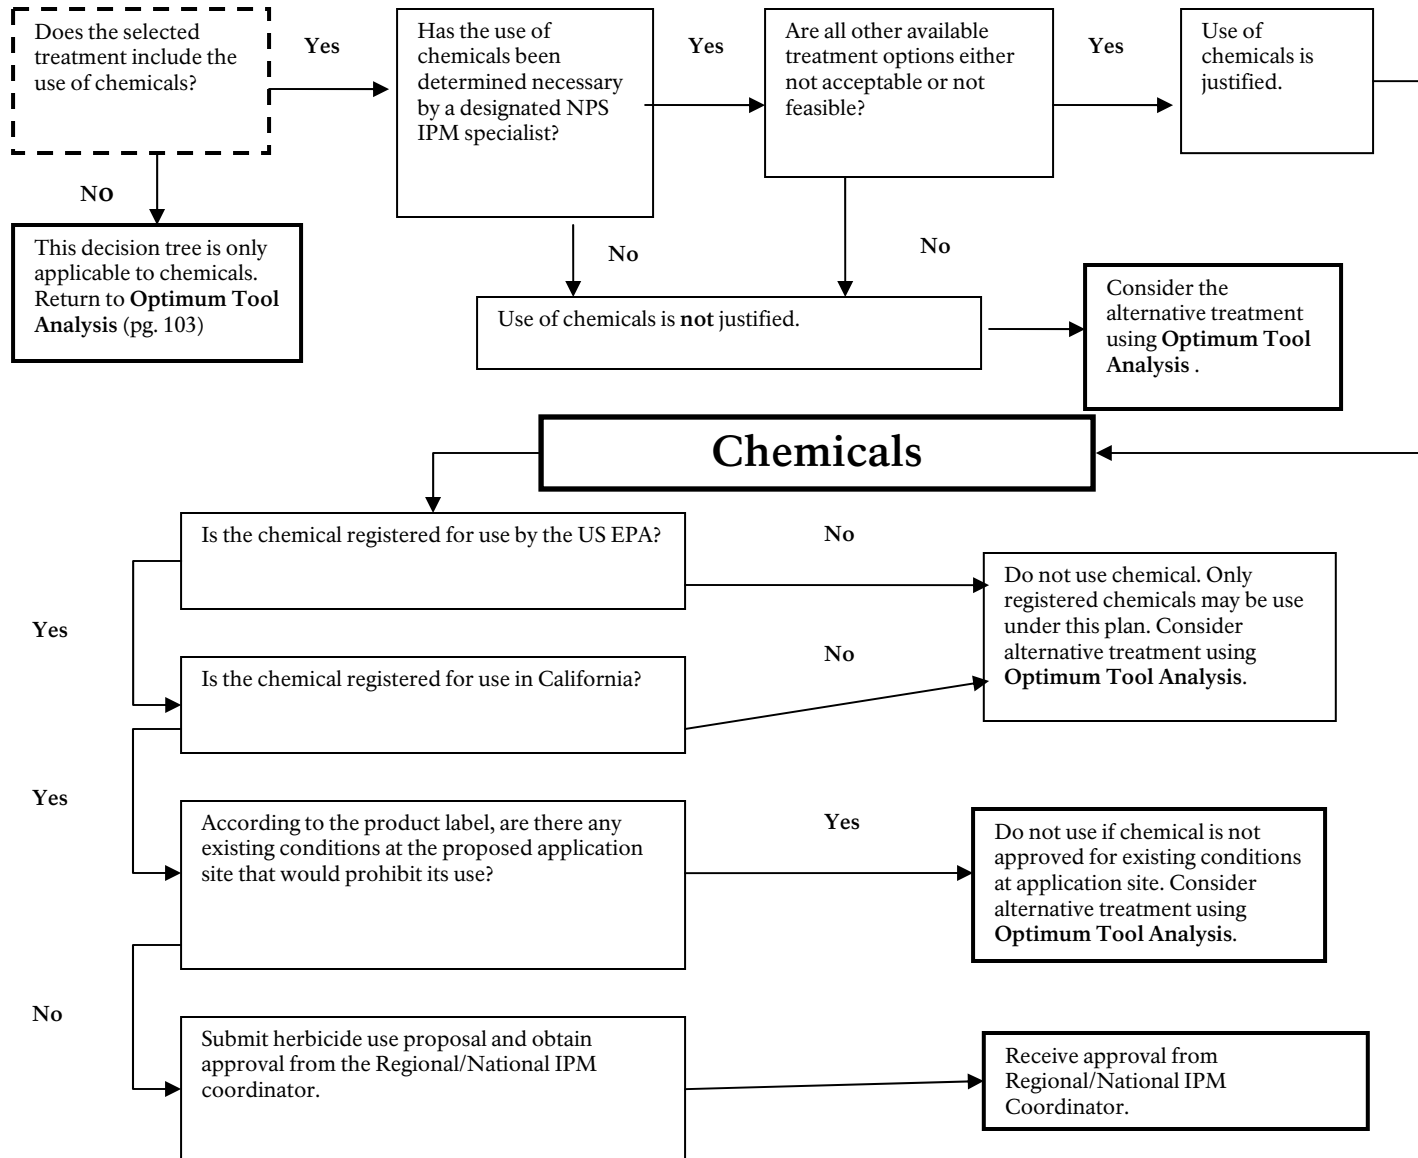 Does the selected
treatment include the
use of chemicals?
Yes
Has the use of
chemicals been
determined necessary
by a designated NPS
IPM specialist?
Yes
Are all other available
treatment options either
not acceptable or not
feasible?
Yes
Use of
chemicals is
justified.
No
This decision tree is only
applicable to chemicals.
Return to Optimum Tool
Analysis (pg. 103)
No
No
Use of chemicals is not justified.
Consider the
alternative treatment
using Optimum Tool
Analysis .
Chemicals
Is the chemical registered for use by the US EPA?
No
Do not use chemical. Only
registered chemicals may be use
under this plan. Consider
alternative treatment using
Optimum Tool Analysis.
Yes
Is the chemical registered for use in California?
No
Yes
According to the product label, are there any
existing conditions at the proposed application
site that would prohibit its use?
Yes
Do not use if chemical is not
approved for existing conditions
at application site. Consider
alternative treatment using
Optimum Tool Analysis.
No
Submit herbicide use proposal and obtain
approval from the Regional/National IPM
coordinator.
Receive approval from
Regional/National IPM
Coordinator.